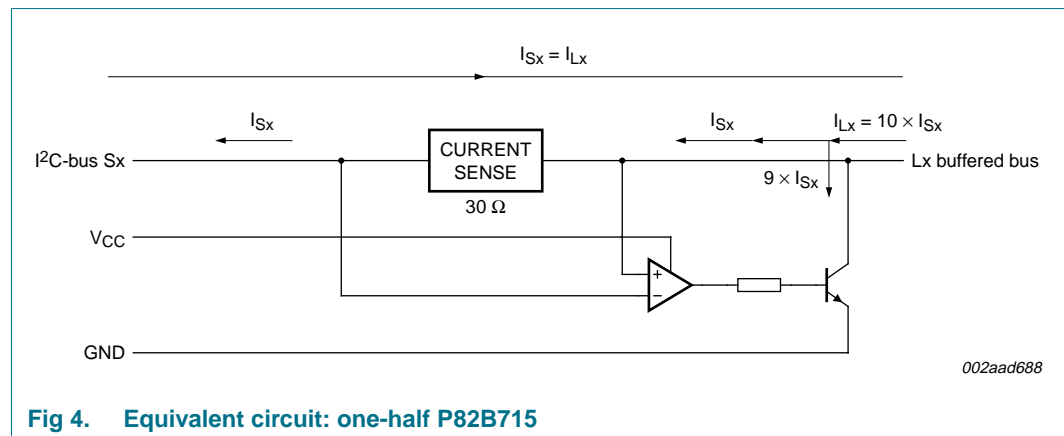 I_Sx = I_Lx
I_Sx
I_Sx
I_Lx = 10 × I_Sx
I²C-bus Sx
CURRENT
SENSE
Lx buffered bus
9 × I_Sx
30 Ω
V_CC
+
−
GND
002aad688
Fig 4. Equivalent circuit: one-half P82B715